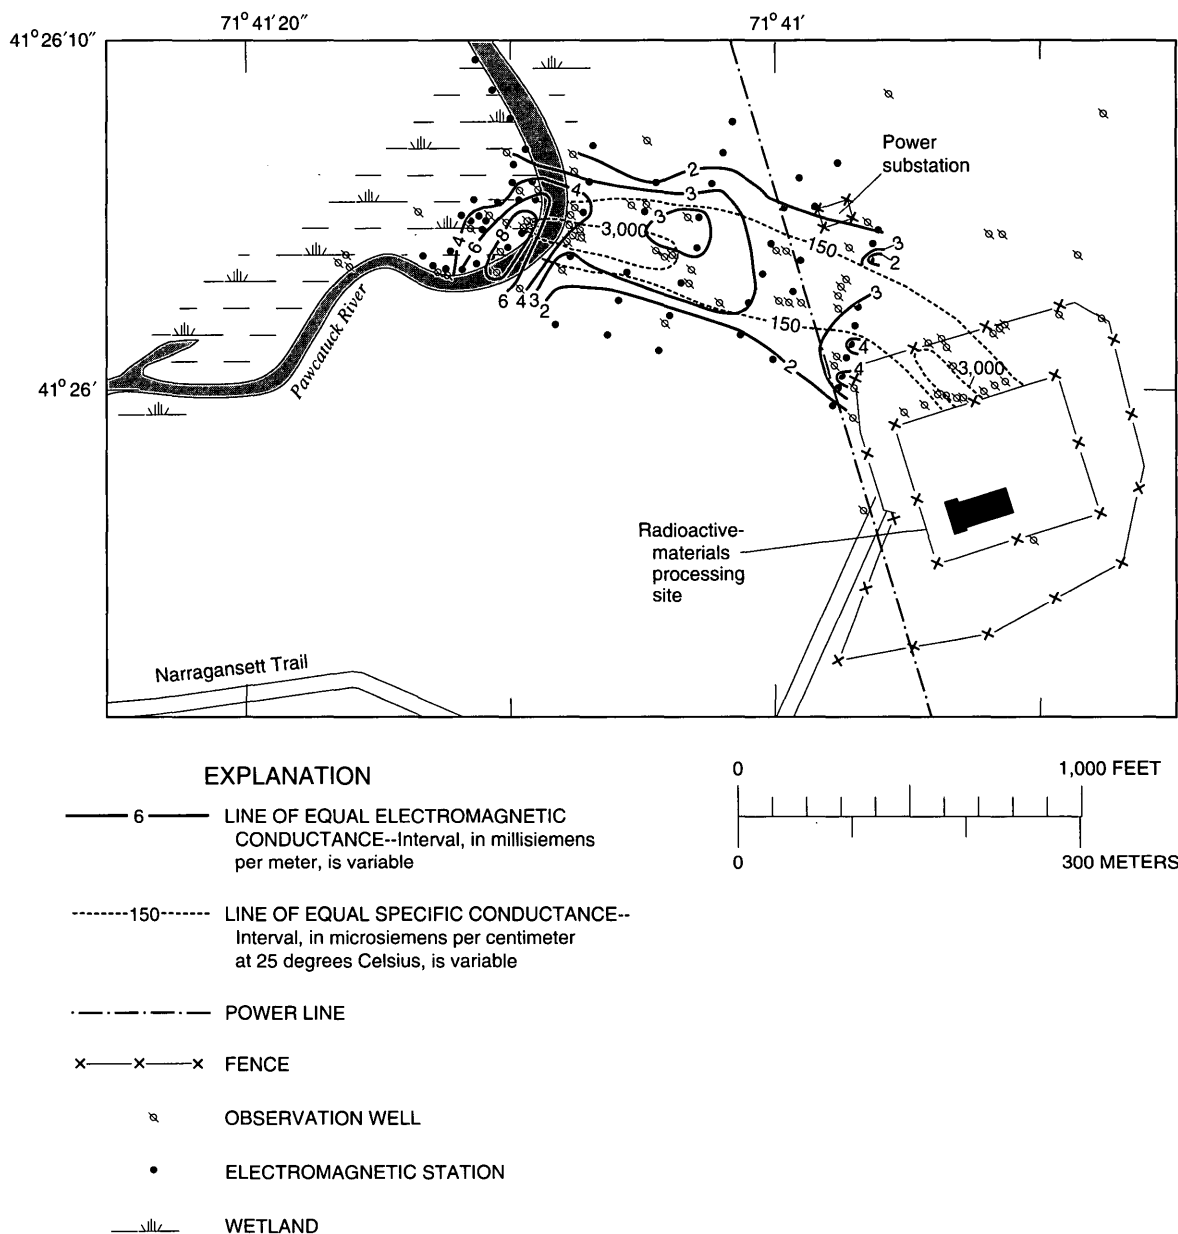 71° 41′ 20″
71° 41′
41° 26′ 10″
2
Power
substation
4
3
3
3,000
150
4
6
8
3
2
6 4 3
2
3
150
2
4
4
3,000
41° 26′
Pawcatuck River
Radioactive-
materials
processing
site
Narragansett Trail
EXPLANATION
6 LINE OF EQUAL ELECTROMAGNETIC
CONDUCTANCE--Interval, in millisiemens
per meter, is variable
150 LINE OF EQUAL SPECIFIC CONDUCTANCE--
Interval, in microsiemens per centimeter
at 25 degrees Celsius, is variable
POWER LINE
FENCE
OBSERVATION WELL
ELECTROMAGNETIC STATION
WETLAND
0 1,000 FEET
0 300 METERS